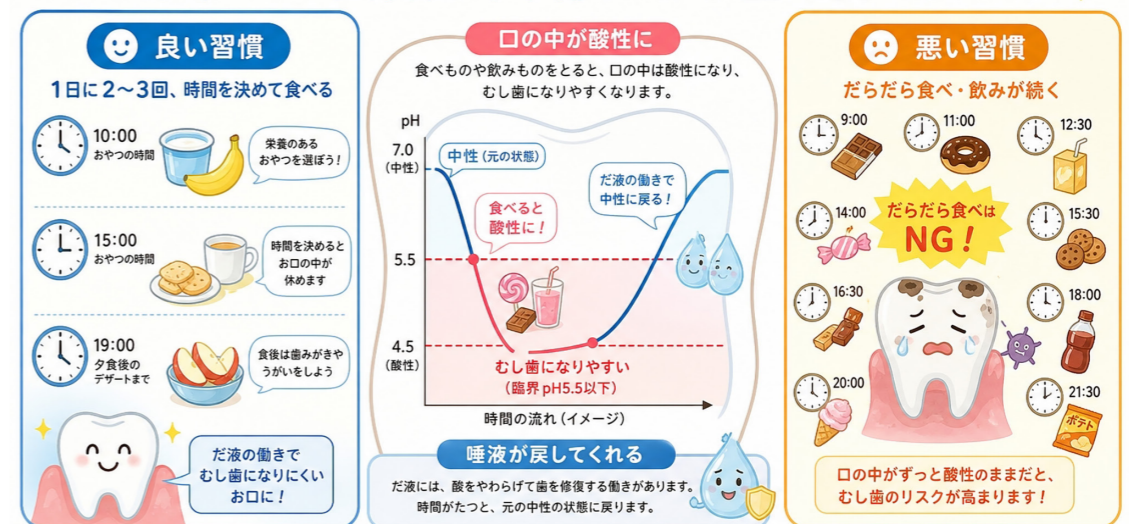 良い習慣
1日に2〜3回、時間を決めて食べる
10:00
おやつの時間
栄養のある
おやつを選ぼう!
15:00
おやつの時間
時間を決めると
お口の中が
休めます
19:00
夕食後の
デザートまで
食後は歯みがきや
うがいをしよう
だ液の働きで
むし歯になりにくい
お口に!
口の中が酸性に
食べものや飲みものをとると、口の中は酸性になり、
むし歯になりやすくなります。
pH
7.0
(中性)
中性(元の状態)
食べると
酸性に!
だ液の働きで
中性に戻る!
5.5
4.5
(酸性)
むし歯になりやすい
(臨界pH5.5以下)
時間の流れ(イメージ)
唾液が戻してくれる
だ液には、酸をやわらげて歯を修復する働きがあります。
時間がたつと、元の中性の状態に戻ります。
悪い習慣
だらだら食べ・飲みが続く
9:00
11:00
12:30
14:00
だらだら食べは
NG!
15:30
16:30
18:00
20:00
21:30
ポテト
口の中がずっと酸性のままだと、
むし歯のリスクが高まります!